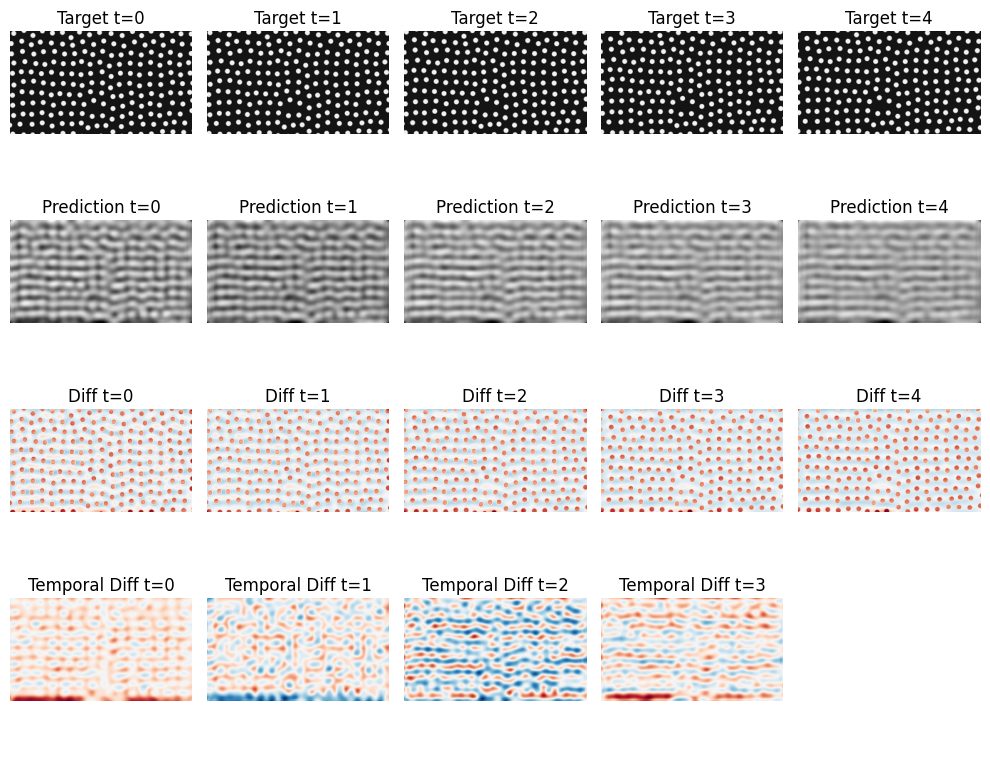 Target t=0 Target t=1 Target t=2 Target t=3 Target t=4
Prediction t=0 Prediction t=1 Prediction t=2 Prediction t=3 Prediction t=4
Diff t=0 Diff t=1 Diff t=2 Diff t=3 Diff t=4
Temporal Diff t=0 Temporal Diff t=1 Temporal Diff t=2 Temporal Diff t=3